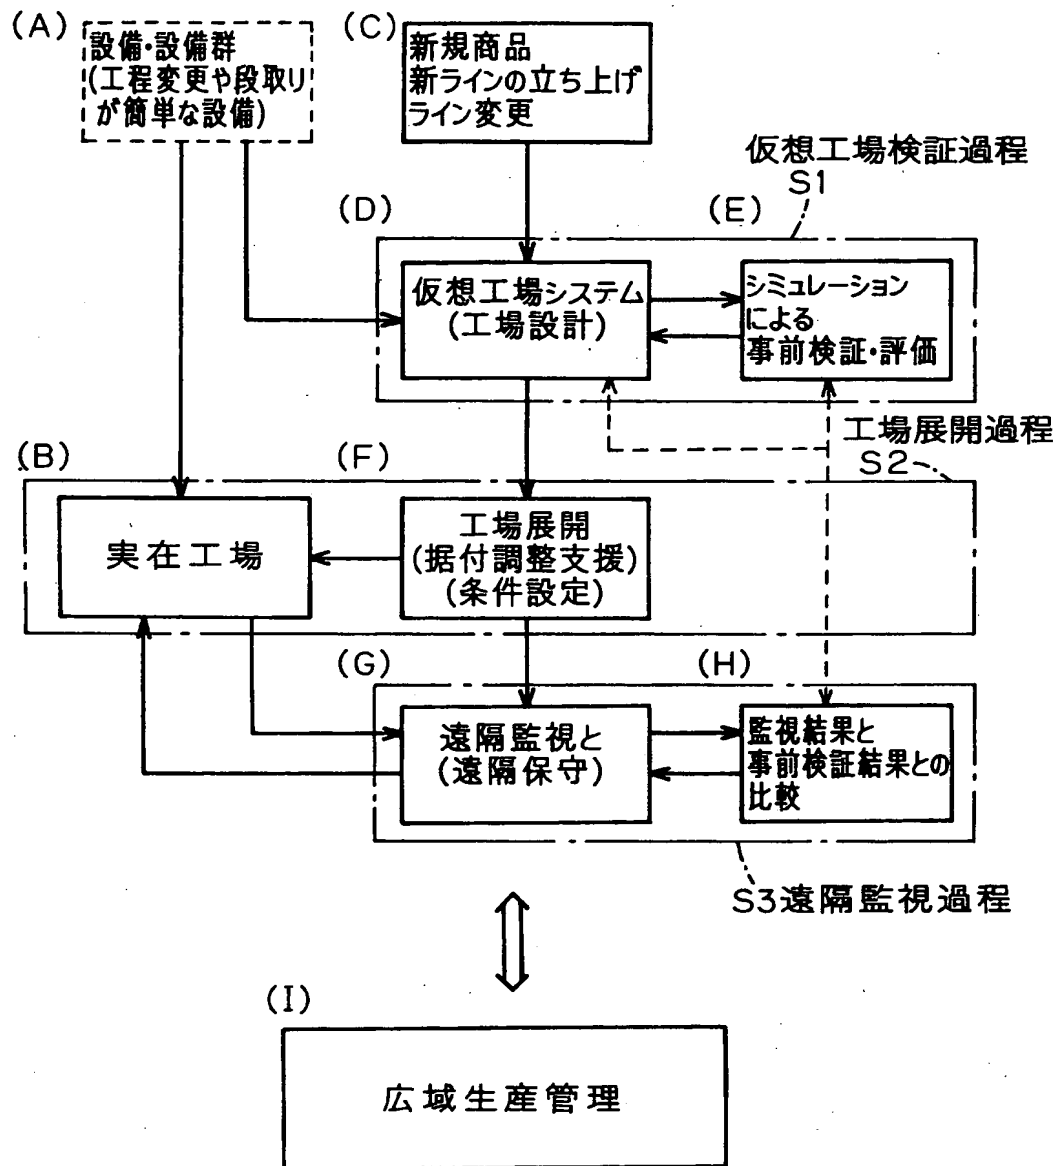 (A)
設備・設備群
(工程変更や段取り
が簡単な設備)
(C)
新規商品
新ラインの立ち上げ
ライン変更
仮想工場検証過程
S1
(D)
(E)
仮想工場システム
(工場設計)
シミュレーション
による
事前検証・評価
工場展開過程
S2
(B)
(F)
実在工場
工場展開
(据付調整支援)
(条件設定)
(G)
(H)
遠隔監視と
(遠隔保守)
監視結果と
事前検証結果との
比較
S3遠隔監視過程
(I)
広域生産管理